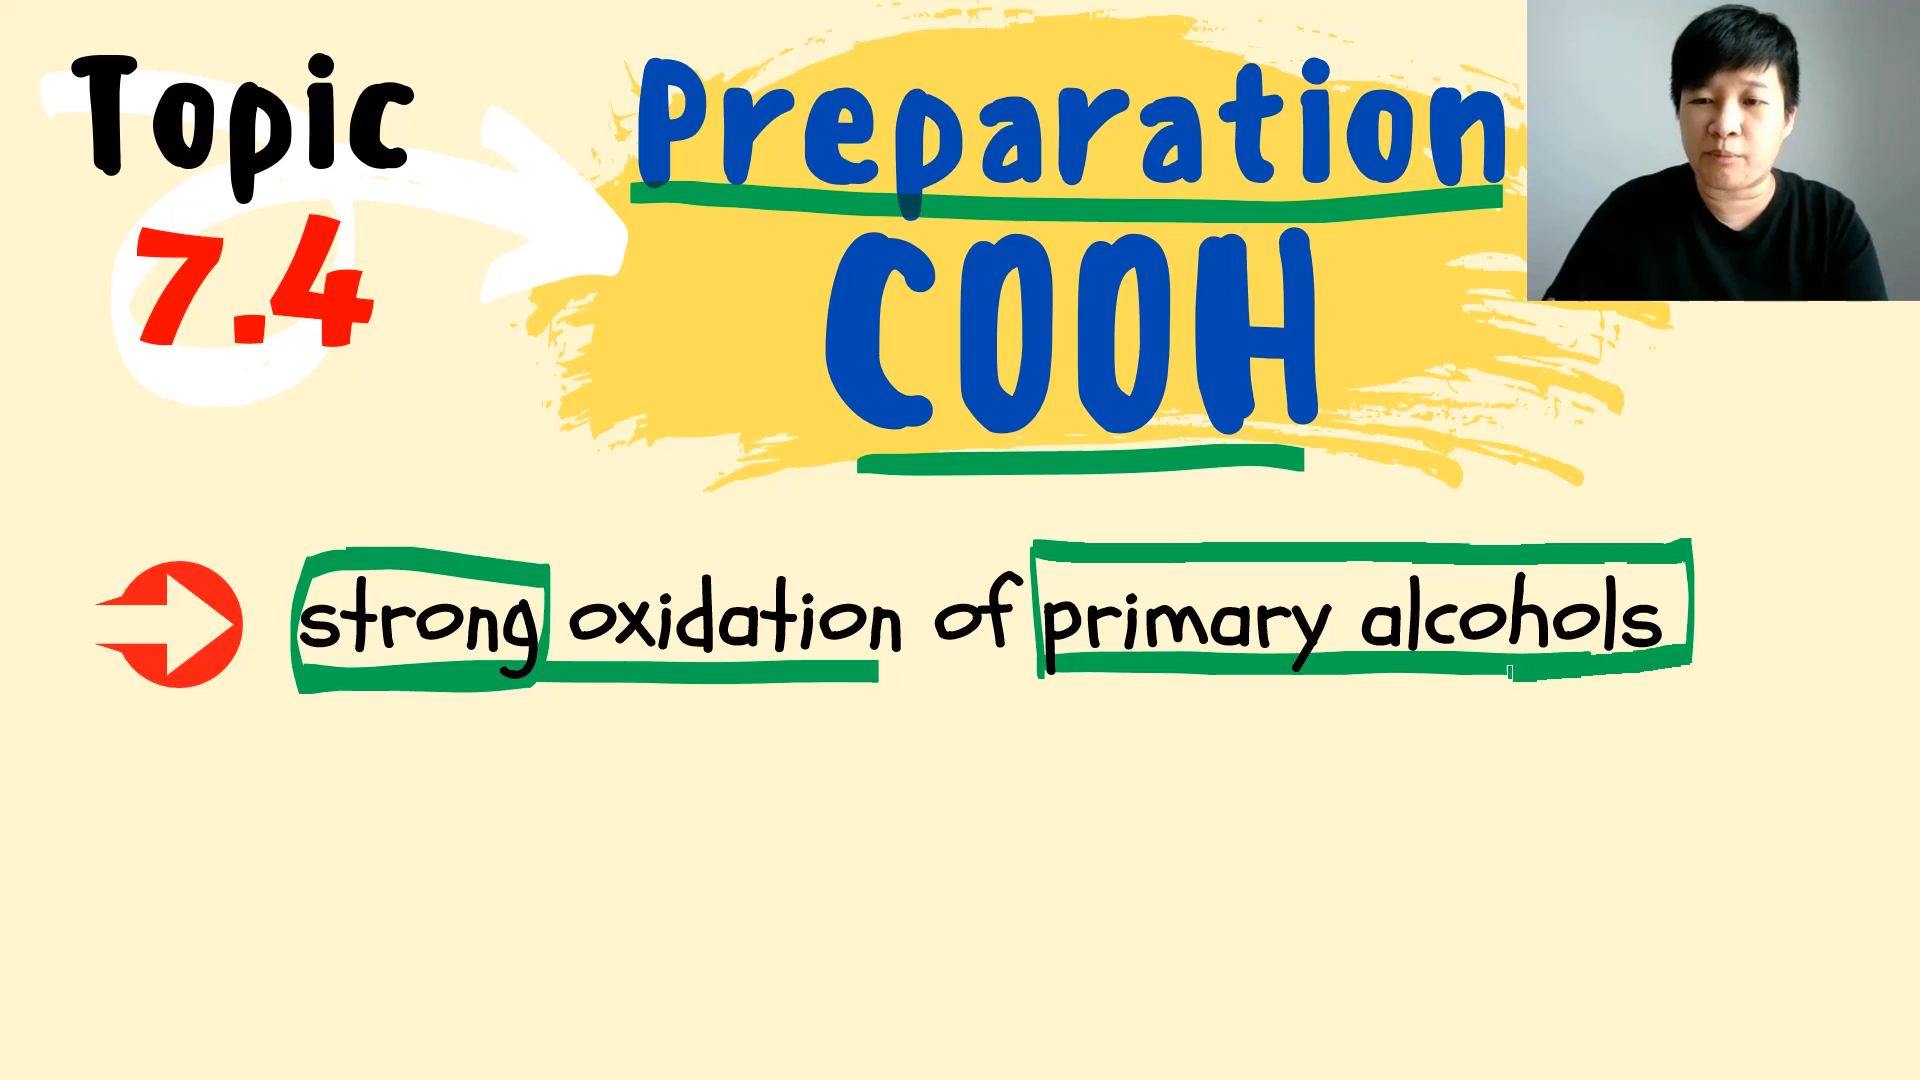 Topic
7.4
Preparation
COOH
strong oxidation of primary alcohols